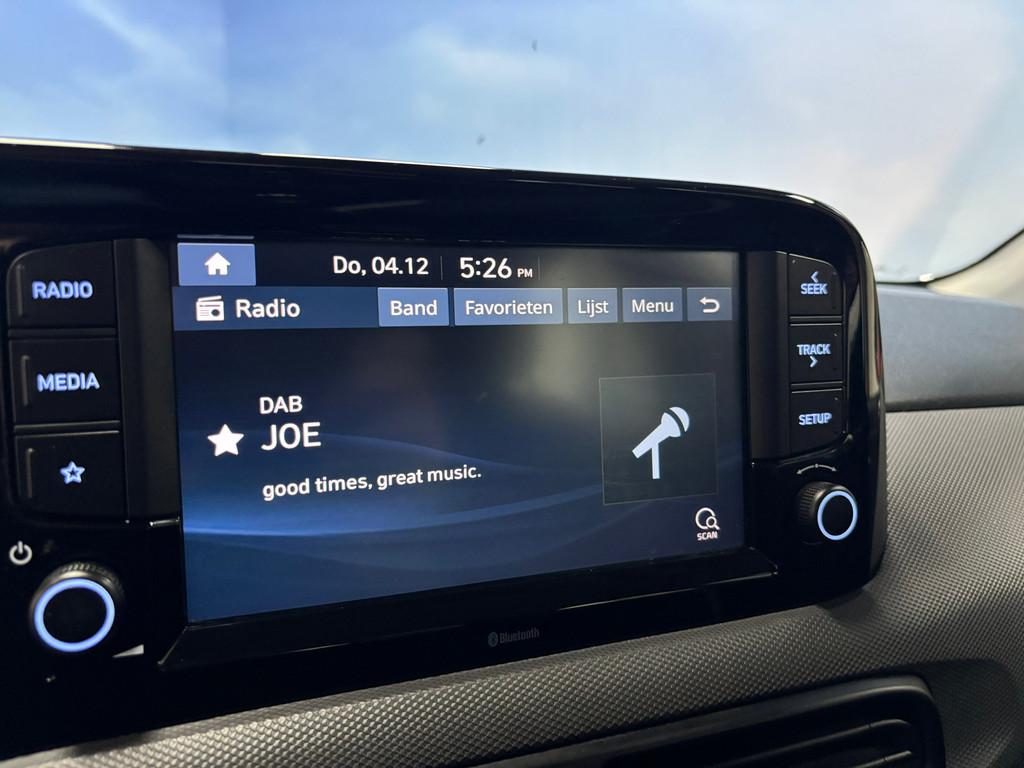 Do, 04.12 5:26 PM
Radio Band Favorieten Lijst Menu
DAB
JOE
good times, great music.
SCAN
RADIO
MEDIA
SEEK
TRACK
SETUP
Bluetooth